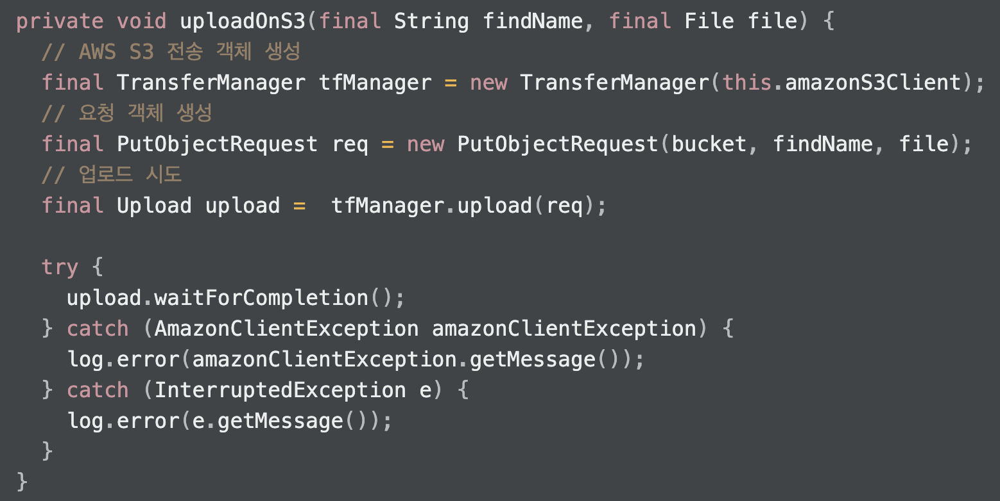 private void uploadOnS3(final String findName, final File file) {
  // AWS S3 전송 객체 생성
  final TransferManager tfManager = new TransferManager(this.amazonS3Client);
  // 요청 객체 생성
  final PutObjectRequest req = new PutObjectRequest(bucket, findName, file);
  // 업로드 시도
  final Upload upload =  tfManager.upload(req);

  try {
    upload.waitForCompletion();
  } catch (AmazonClientException amazonClientException) {
    log.error(amazonClientException.getMessage());
  } catch (InterruptedException e) {
    log.error(e.getMessage());
  }
}